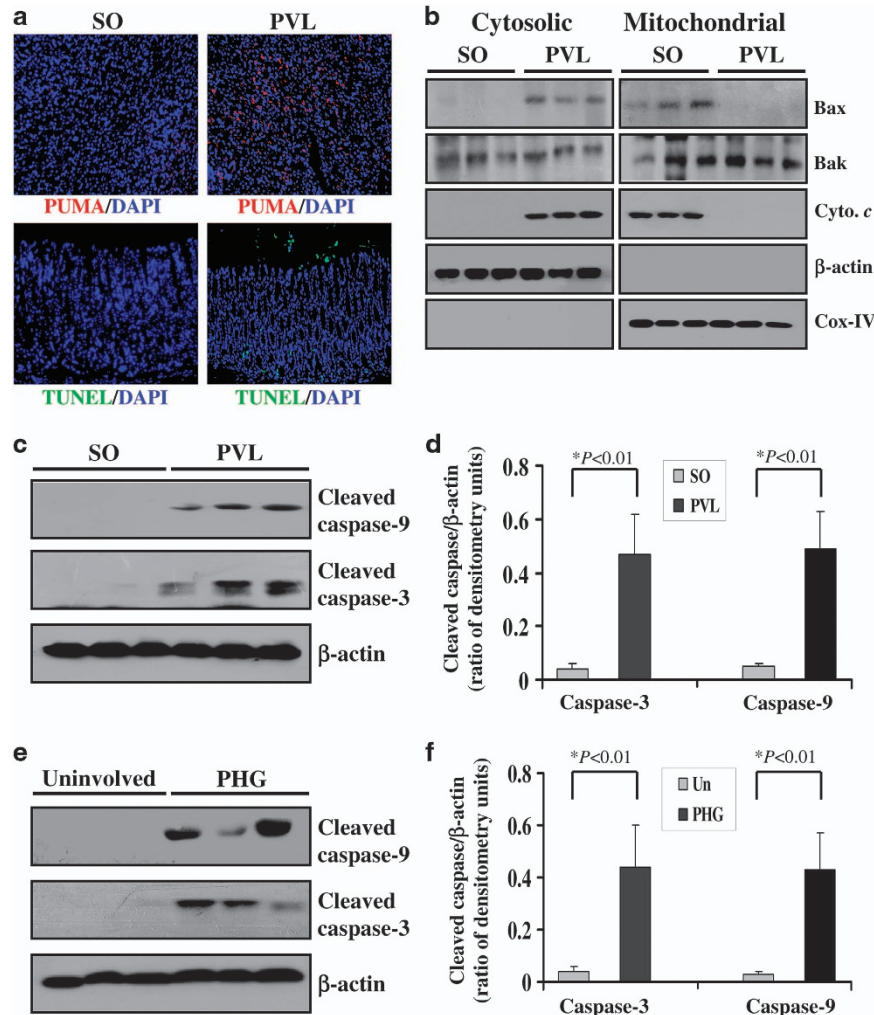 a
SO PVL
PUMA/DAPI PUMA/DAPI
TUNEL/DAPI TUNEL/DAPI
b
Cytosolic Mitochondrial
SO PVL SO PVL
Bax
Bak
Cyto. c
β-actin
Cox-IV
c
SO PVL
Cleaved
caspase-9
Cleaved
caspase-3
β-actin
d
Cleaved caspase/β-actin
(ratio of densitometry units)
0.8
0.6
0.4
0.2
0
*P<0.01 *P<0.01
SO
PVL
Caspase-3 Caspase-9
e
Uninvolved PHG
Cleaved
caspase-9
Cleaved
caspase-3
β-actin
f
Cleaved caspase/β-actin
(ratio of densitometry units)
0.8
0.6
0.4
0.2
0
*P<0.01 *P<0.01
Un
PHG
Caspase-3 Caspase-9